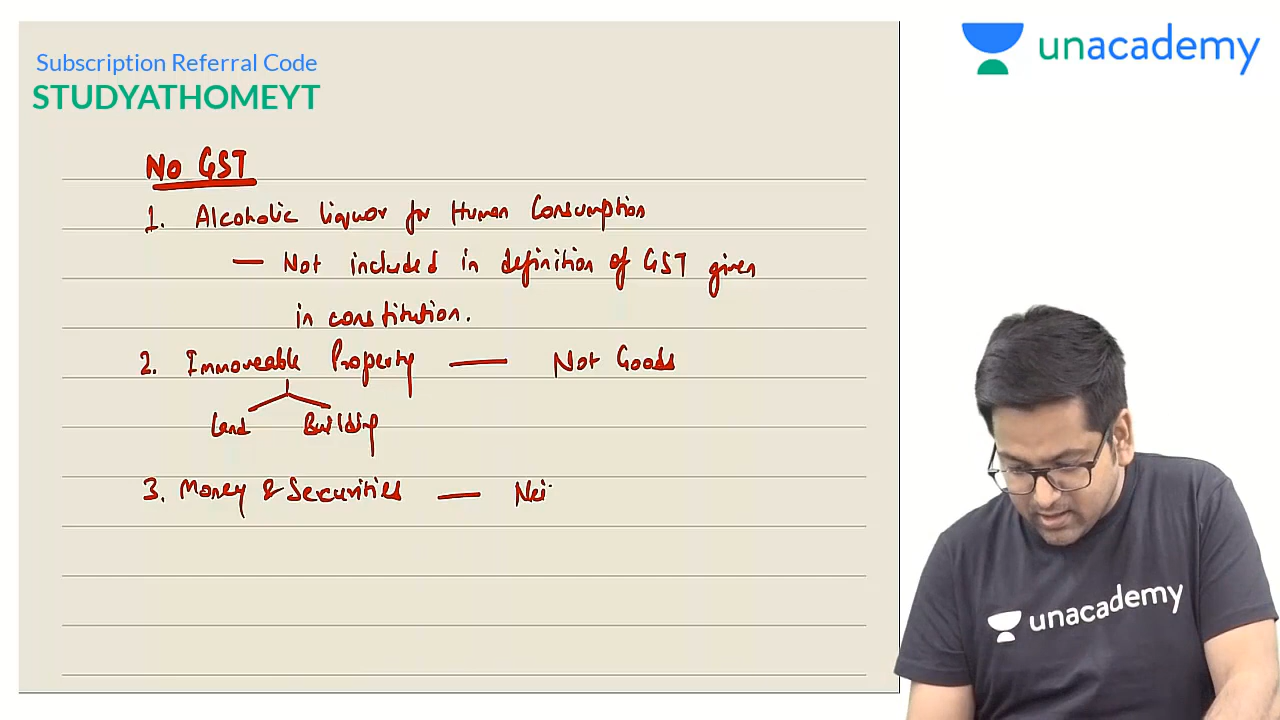 Subscription Referral Code
STUDYATHOMEYT
unacademy
No GST
1. Alcoholic liquor for Human Consumption
— Not included in definition of GST given
in constitution.
2. Immoveable Property — Not Goods
Land Building
3. Money & Securities — Nei
unacademy